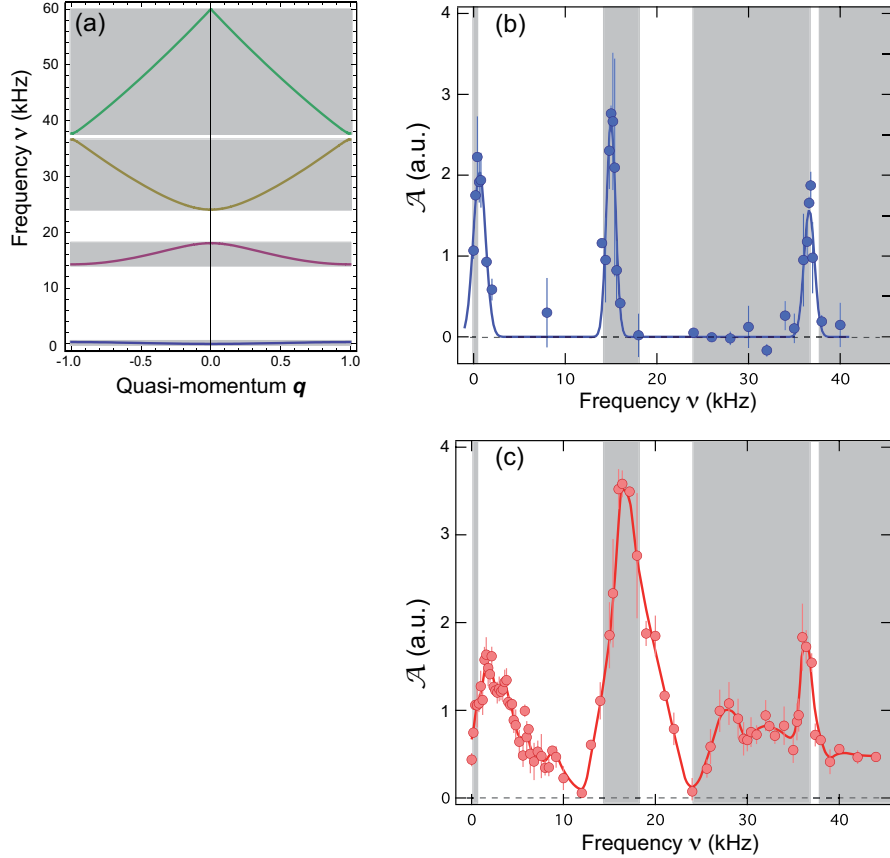 (a)
60
50
40
30
20
10
0
Frequency ν (kHz)
-1.0 -0.5 0.0 0.5 1.0
Quasi-momentum q
(b)
4
3
2
1
0
𝒜 (a.u.)
0 10 20 30 40
Frequency ν (kHz)
(c)
4
3
2
1
0
𝒜 (a.u.)
0 10 20 30 40
Frequency ν (kHz)